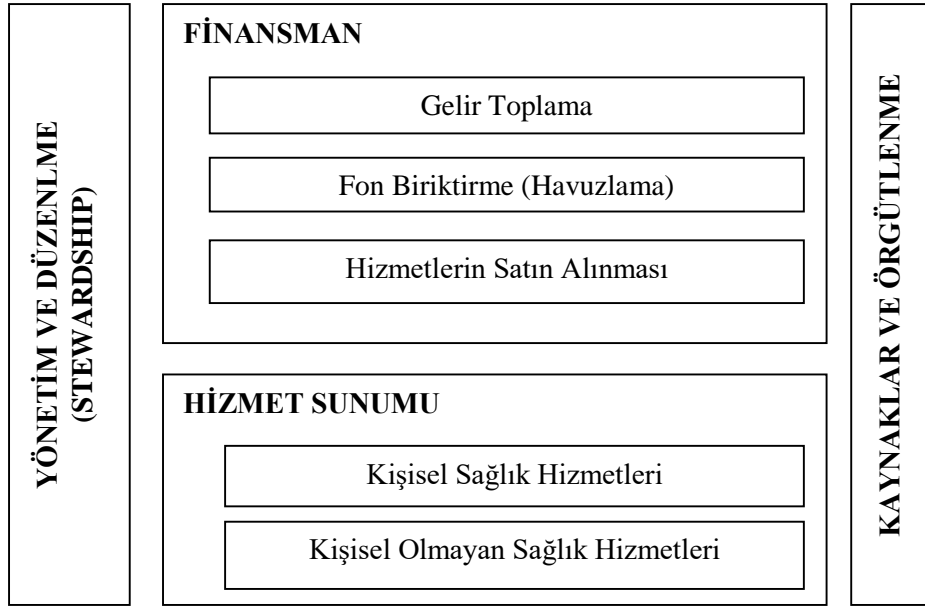 YÖNETİM VE DÜZENLME
(STEWARDSHIP)
FİNANSMAN
Gelir Toplama
Fon Biriktirme (Havuzlama)
Hizmetlerin Satın Alınması
HİZMET SUNUMU
Kişisel Sağlık Hizmetleri
Kişisel Olmayan Sağlık Hizmetleri
KAYNAKLAR VE ÖRGÜTLENME